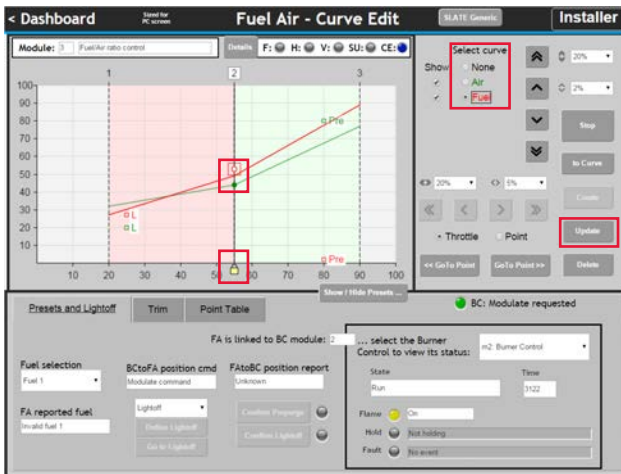 < Dashboard
Sized for
PC screen
Fuel Air - Curve Edit
SLATE Generic
Installer
Module: 3 Fuel/Air ratio control
Details
F: H: V: SU: CE:
1 2 3
100
90
80
70
60
50
40
30
20
10
Pre
L
L
Pre
10 20 30 40 50 60 70 80 90 100
Show / Hide Presets ...
Select curve
Show
None
Air
Fuel
20%
2%
Stop
to Curve
20% 5%
Create
Throttle Point
Update
<< GoTo Point
GoTo Point >>
Delete
Presets and Lightoff
Trim
Point Table
BC: Modulate requested
FA is linked to BC module: 2
... select the Burner
Control to view its status:
m2: Burner Control
Fuel selection
Fuel 1
BCtoFA position cmd
Modulate command
FAtoBC position report
Unknown
State
Run
Time
3122
FA reported fuel
Invalid fuel 1
Lightoff
Define Lightoff
Go to Lightoff
Confirm Prepurge
Confirm Lightoff
Flame On
Hold Not holding
Fault No event